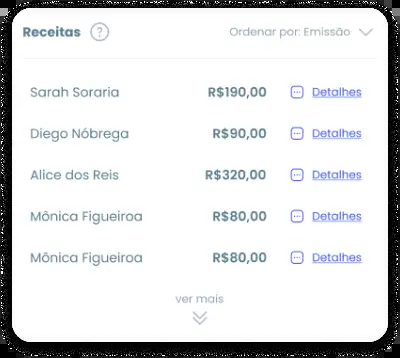 Receitas ? Ordenar por: Emissão
Sarah Soraria R$190,00 Detalhes
Diego Nóbrega R$90,00 Detalhes
Alice dos Reis R$320,00 Detalhes
Mônica Figueiroa R$80,00 Detalhes
Mônica Figueiroa R$80,00 Detalhes
ver mais